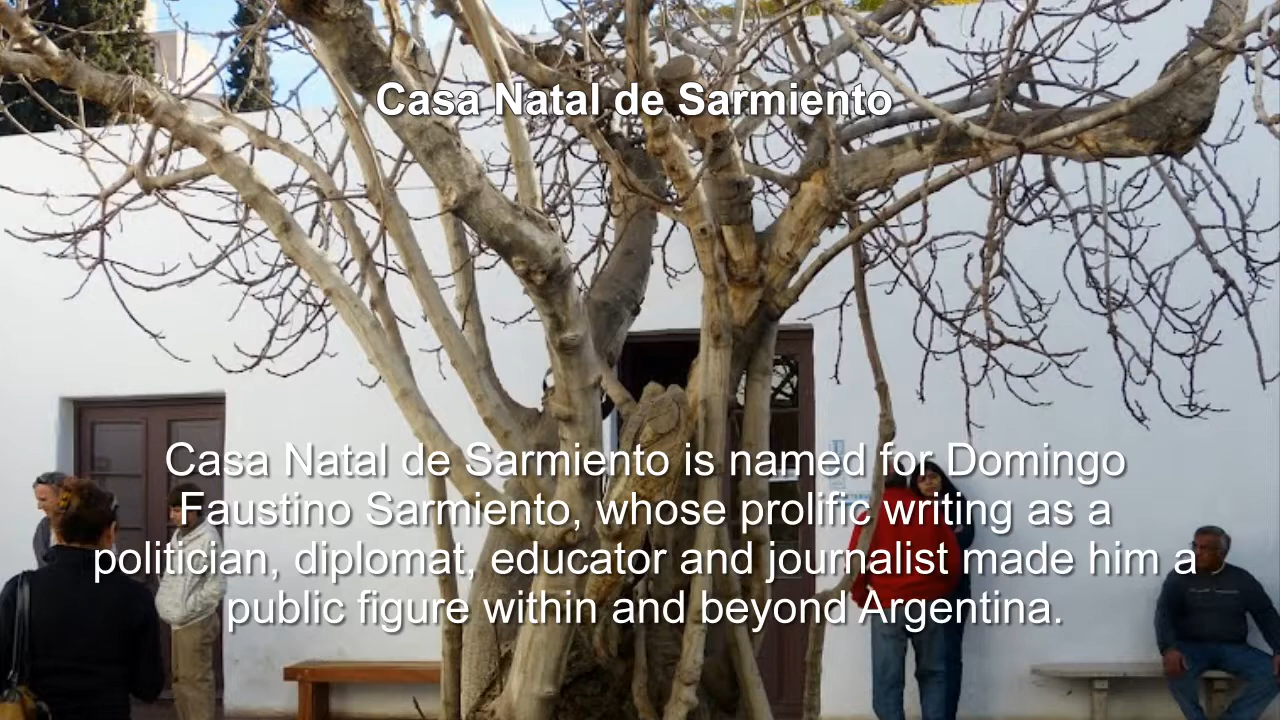 Casa Natal de Sarmiento
Casa Natal de Sarmiento is named for Domingo
Faustino Sarmiento, whose prolific writing as a
politician, diplomat, educator and journalist made him a
public figure within and beyond Argentina.